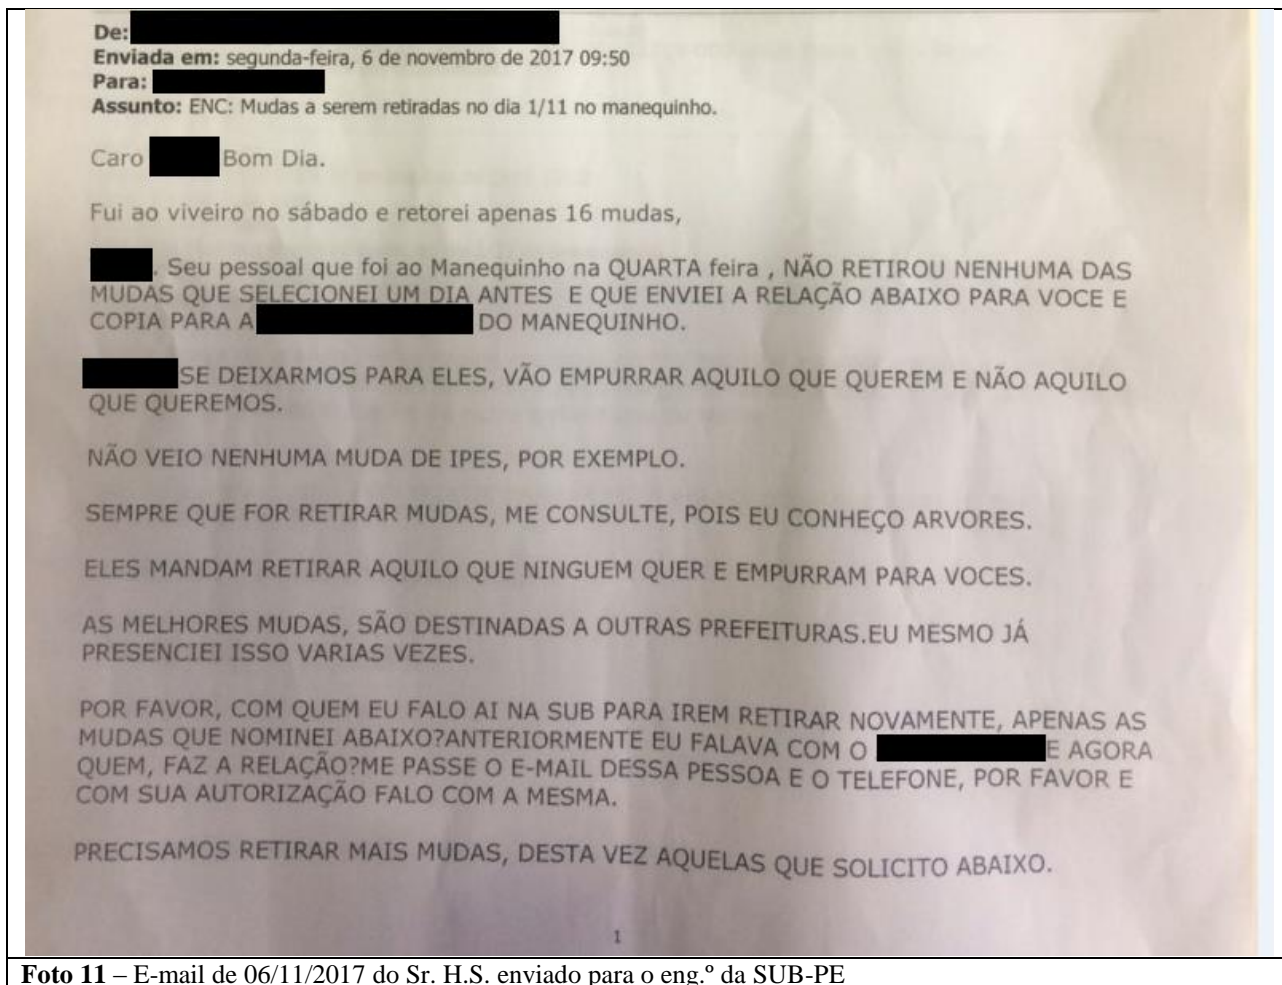 De:
Enviada em: segunda-feira, 6 de novembro de 2017 09:50
Para:
Assunto: ENC: Mudas a serem retiradas no dia 1/11 no manequinho.
Caro Bom Dia.
Fui ao viveiro no sábado e retorei apenas 16 mudas,
. Seu pessoal que foi ao Manequinho na QUARTA feira , NÃO RETIROU NENHUMA DAS
MUDAS QUE SELECIONEI UM DIA ANTES E QUE ENVIEI A RELAÇÃO ABAIXO PARA VOCE E
COPIA PARA A DO MANEQUINHO.
SE DEIXARMOS PARA ELES, VÃO EMPURRAR AQUILO QUE QUEREM E NÃO AQUILO
QUE QUEREMOS.
NÃO VEIO NENHUMA MUDA DE IPES, POR EXEMPLO.
SEMPRE QUE FOR RETIRAR MUDAS, ME CONSULTE, POIS EU CONHEÇO ARVORES.
ELES MANDAM RETIRAR AQUILO QUE NINGUEM QUER E EMPURRAM PARA VOCES.
AS MELHORES MUDAS, SÃO DESTINADAS A OUTRAS PREFEITURAS.EU MESMO JÁ
PRESENCIEI ISSO VARIAS VEZES.
POR FAVOR, COM QUEM EU FALO AI NA SUB PARA IREM RETIRAR NOVAMENTE, APENAS AS
MUDAS QUE NOMINEI ABAIXO?ANTERIORMENTE EU FALAVA COM O E AGORA
QUEM, FAZ A RELAÇÃO?ME PASSE O E-MAIL DESSA PESSOA E O TELEFONE, POR FAVOR E
COM SUA AUTORIZAÇÃO FALO COM A MESMA.
PRECISAMOS RETIRAR MAIS MUDAS, DESTA VEZ AQUELAS QUE SOLICITO ABAIXO.
1
Foto 11 – E-mail de 06/11/2017 do Sr. H.S. enviado para o eng.º da SUB-PE